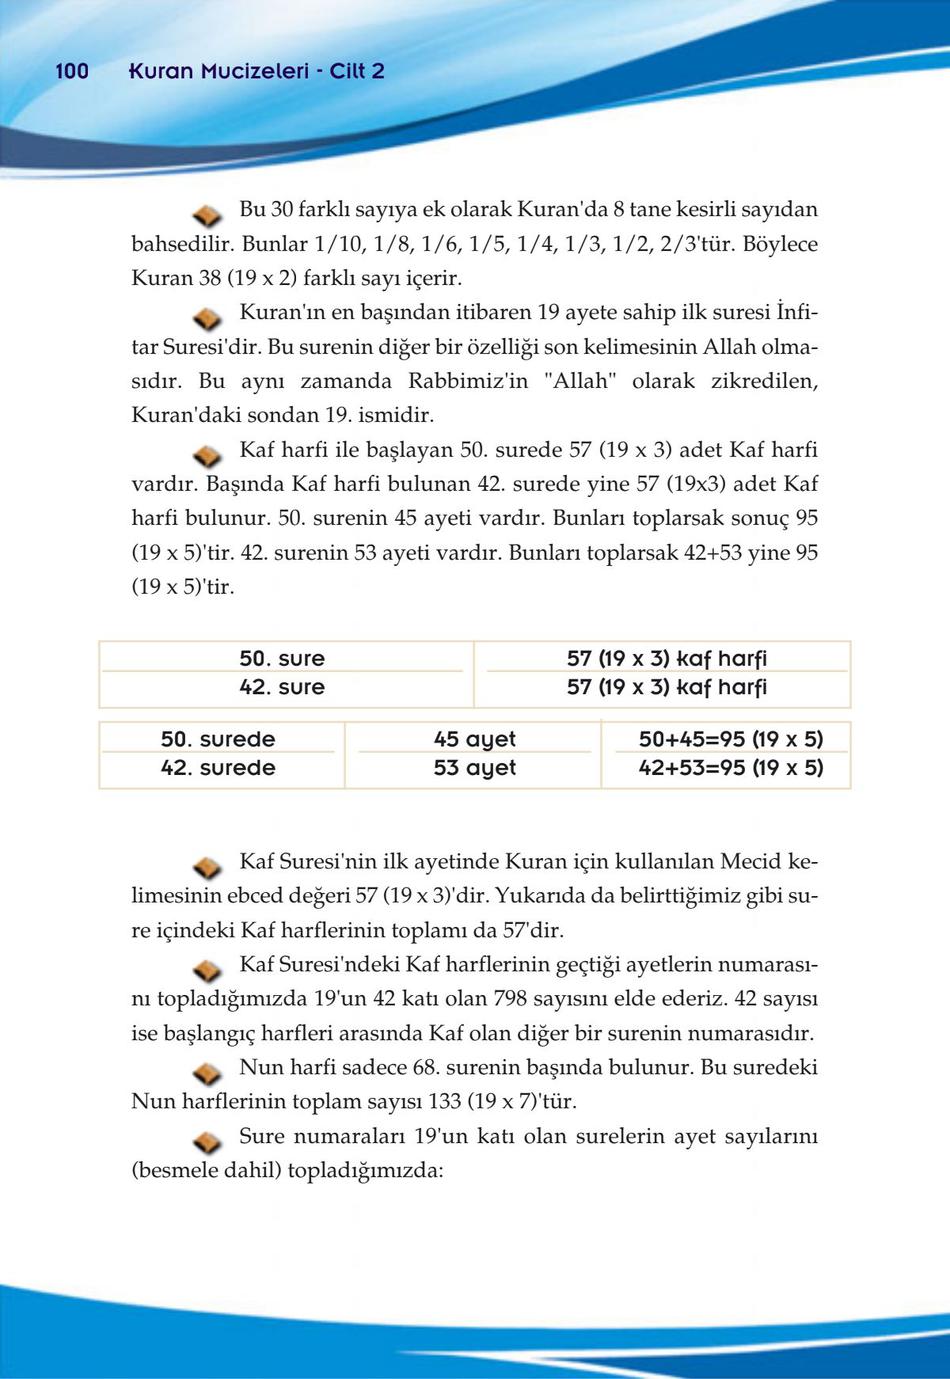 100 Kuran Mucizeleri - Cilt 2
Bu 30 farklı sayıya ek olarak Kuran'da 8 tane kesirli sayıdan
bahsedilir. Bunlar 1/10, 1/8, 1/6, 1/5, 1/4, 1/3, 1/2, 2/3'tür. Böylece
Kuran 38 (19 x 2) farklı sayı içerir.
Kuran'ın en başından itibaren 19 ayete sahip ilk suresi İnfi-
tar Suresi'dir. Bu surenin diğer bir özelliği son kelimesinin Allah olma-
sıdır. Bu aynı zamanda Rabbimiz'in "Allah" olarak zikredilen,
Kuran'daki sondan 19. ismidir.
Kaf harfi ile başlayan 50. surede 57 (19 x 3) adet Kaf harfi
vardır. Başında Kaf harfi bulunan 42. surede yine 57 (19x3) adet Kaf
harfi bulunur. 50. surenin 45 ayeti vardır. Bunları toplarsak sonuç 95
(19 x 5)'tir. 42. surenin 53 ayeti vardır. Bunları toplarsak 42+53 yine 95
(19 x 5)'tir.
50. sure 57 (19 x 3) kaf harfi
42. sure 57 (19 x 3) kaf harfi
50. surede 45 ayet 50+45=95 (19 x 5)
42. surede 53 ayet 42+53=95 (19 x 5)
Kaf Suresi'nin ilk ayetinde Kuran için kullanılan Mecid ke-
limesinin ebced değeri 57 (19 x 3)'dir. Yukarıda da belirttiğimiz gibi su-
re içindeki Kaf harflerinin toplamı da 57'dir.
Kaf Suresi'ndeki Kaf harflerinin geçtiği ayetlerin numarası-
nı topladığımızda 19'un 42 katı olan 798 sayısını elde ederiz. 42 sayısı
ise başlangıç harfleri arasında Kaf olan diğer bir surenin numarasıdır.
Nun harfi sadece 68. surenin başında bulunur. Bu suredeki
Nun harflerinin toplam sayısı 133 (19 x 7)'tür.
Sure numaraları 19'un katı olan surelerin ayet sayılarını
(besmele dahil) topladığımızda: